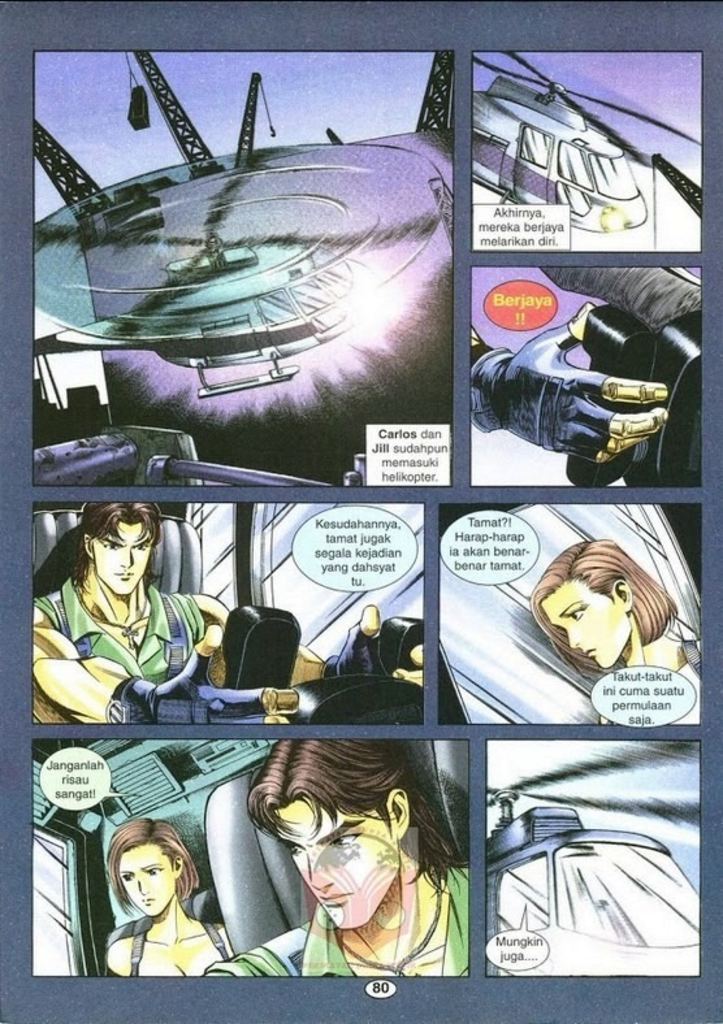 Carlos dan
Jill sudahpun
memasuki
helikopter.
Akhirnya,
mereka berjaya
melarikan diri.
Berjaya
!!
Kesudahannya,
tamat jugak
segala kejadian
yang dahsyat
tu.
Tamat?!
Harap-harap
ia akan benar-
benar tamat.
Takut-takut
ini cuma suatu
permulaan
saja.
Janganlah
risau
sangat!
Mungkin
juga....
80